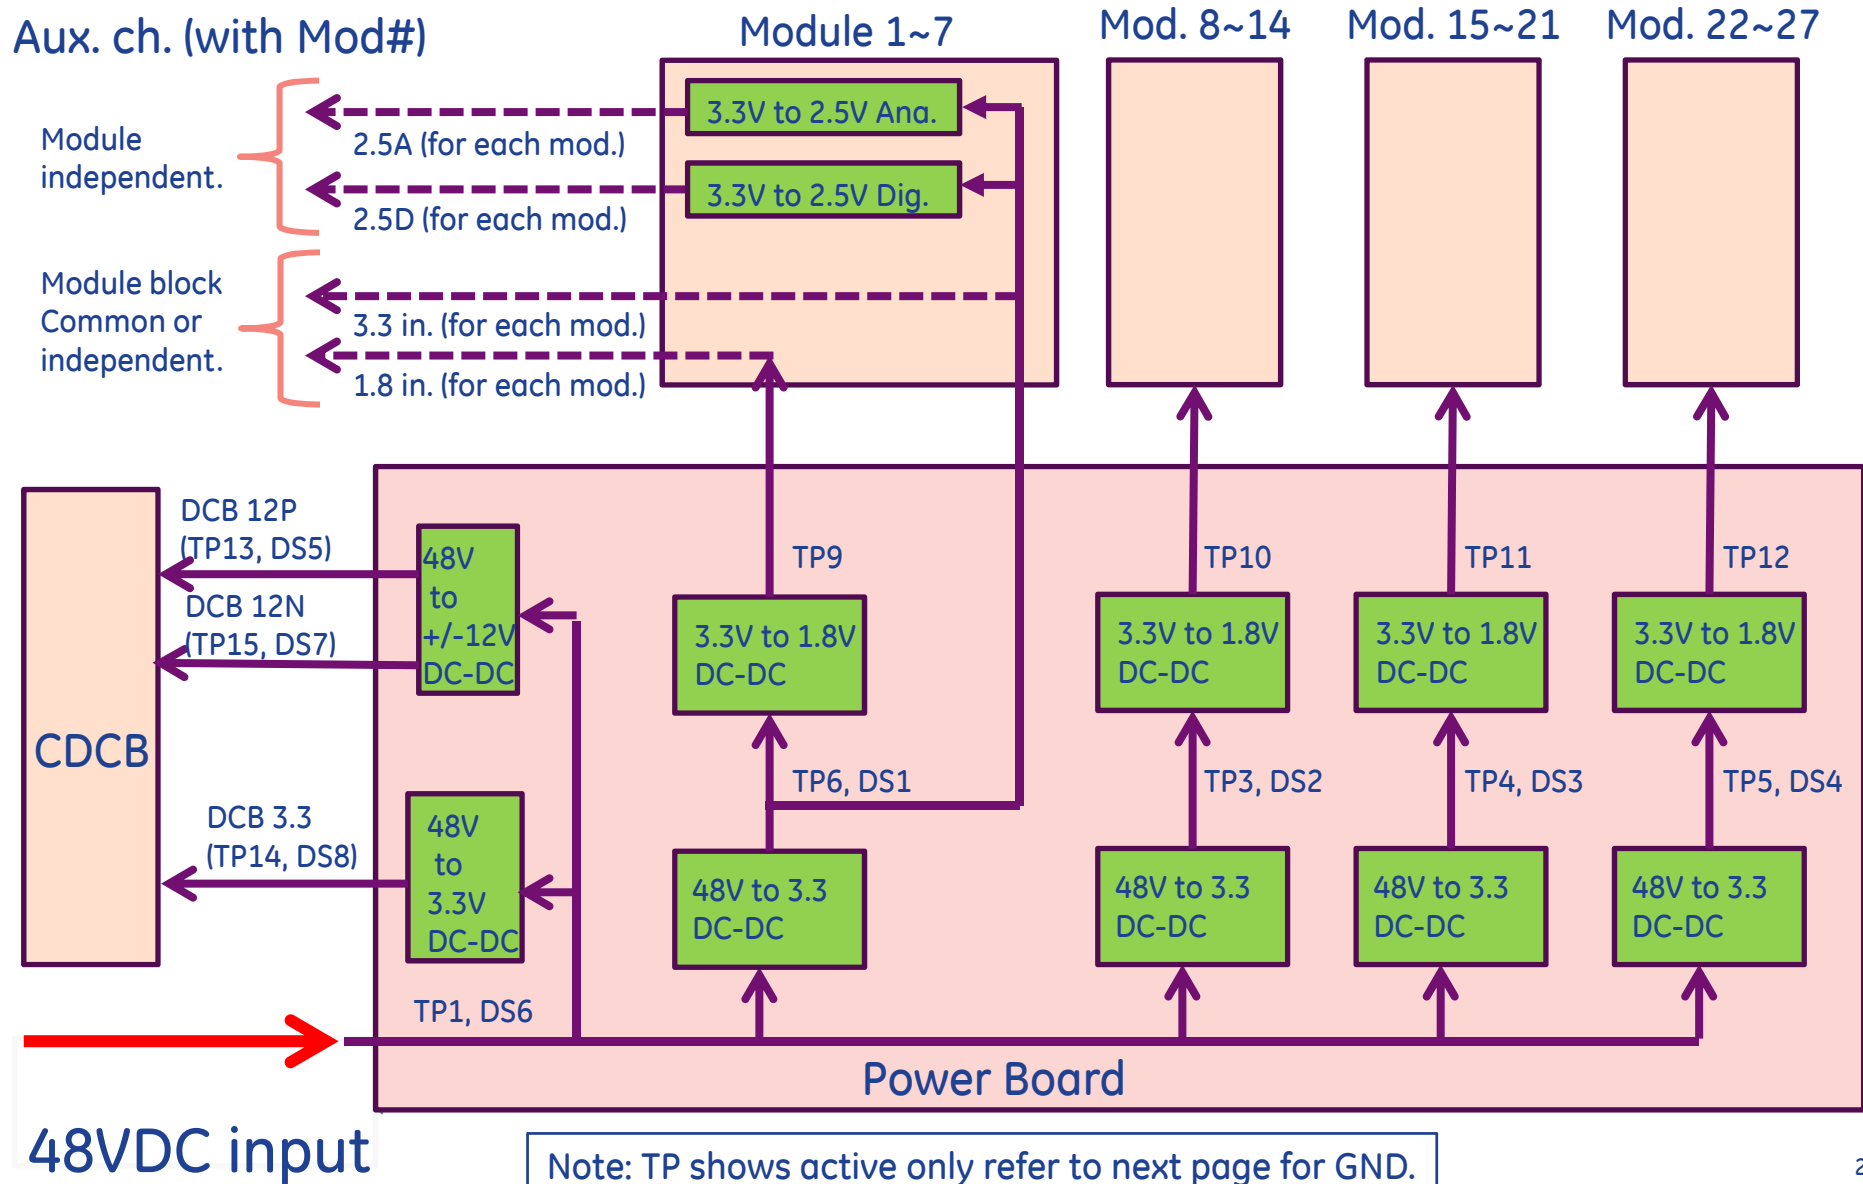 Aux. ch. (with Mod#)
Module 1~7
Mod. 8~14
Mod. 15~21
Mod. 22~27
Module
independent.
3.3V to 2.5V Ana.
2.5A (for each mod.)
3.3V to 2.5V Dig.
2.5D (for each mod.)
Module block
Common or
independent.
3.3 in. (for each mod.)
1.8 in. (for each mod.)
CDCB
DCB 12P
(TP13, DS5)
DCB 12N
(TP15, DS7)
DCB 3.3
(TP14, DS8)
48V
to
+/-12V
DC-DC
48V
to
3.3V
DC-DC
TP9
3.3V to 1.8V
DC-DC
TP6, DS1
48V to 3.3
DC-DC
TP10
3.3V to 1.8V
DC-DC
TP3, DS2
48V to 3.3
DC-DC
TP11
3.3V to 1.8V
DC-DC
TP4, DS3
48V to 3.3
DC-DC
TP12
3.3V to 1.8V
DC-DC
TP5, DS4
48V to 3.3
DC-DC
TP1, DS6
Power Board
48VDC input
Note: TP shows active only refer to next page for GND.